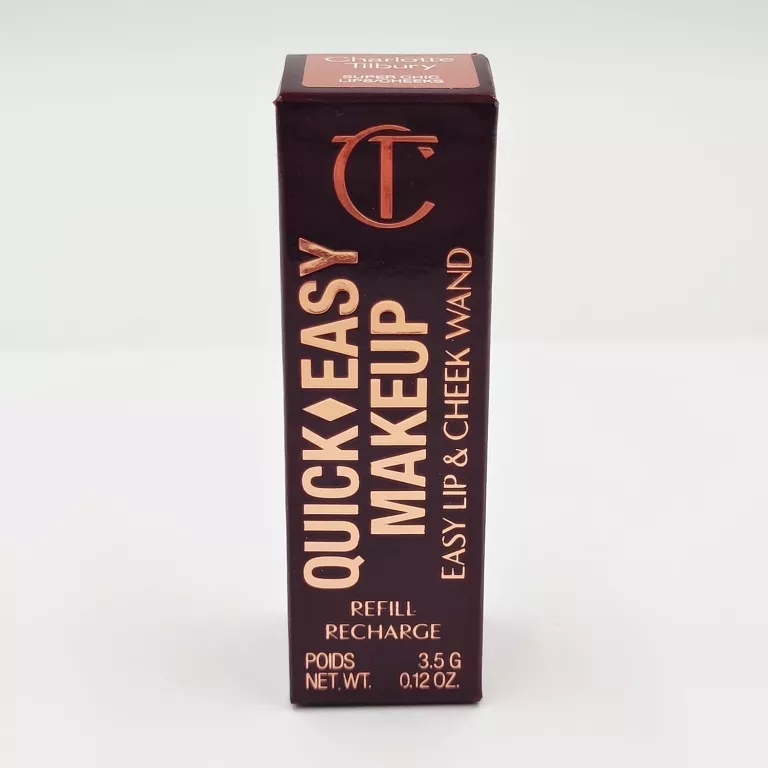 Charlotte
Tilbury
SUPER CHIC
LIPS/CHEEKS
CT
QUICK♦EASY
MAKEUP
EASY LIP & CHEEK WAND
REFILL
RECHARGE
POIDS 3.5 G
NET. WT. 0.12 OZ.